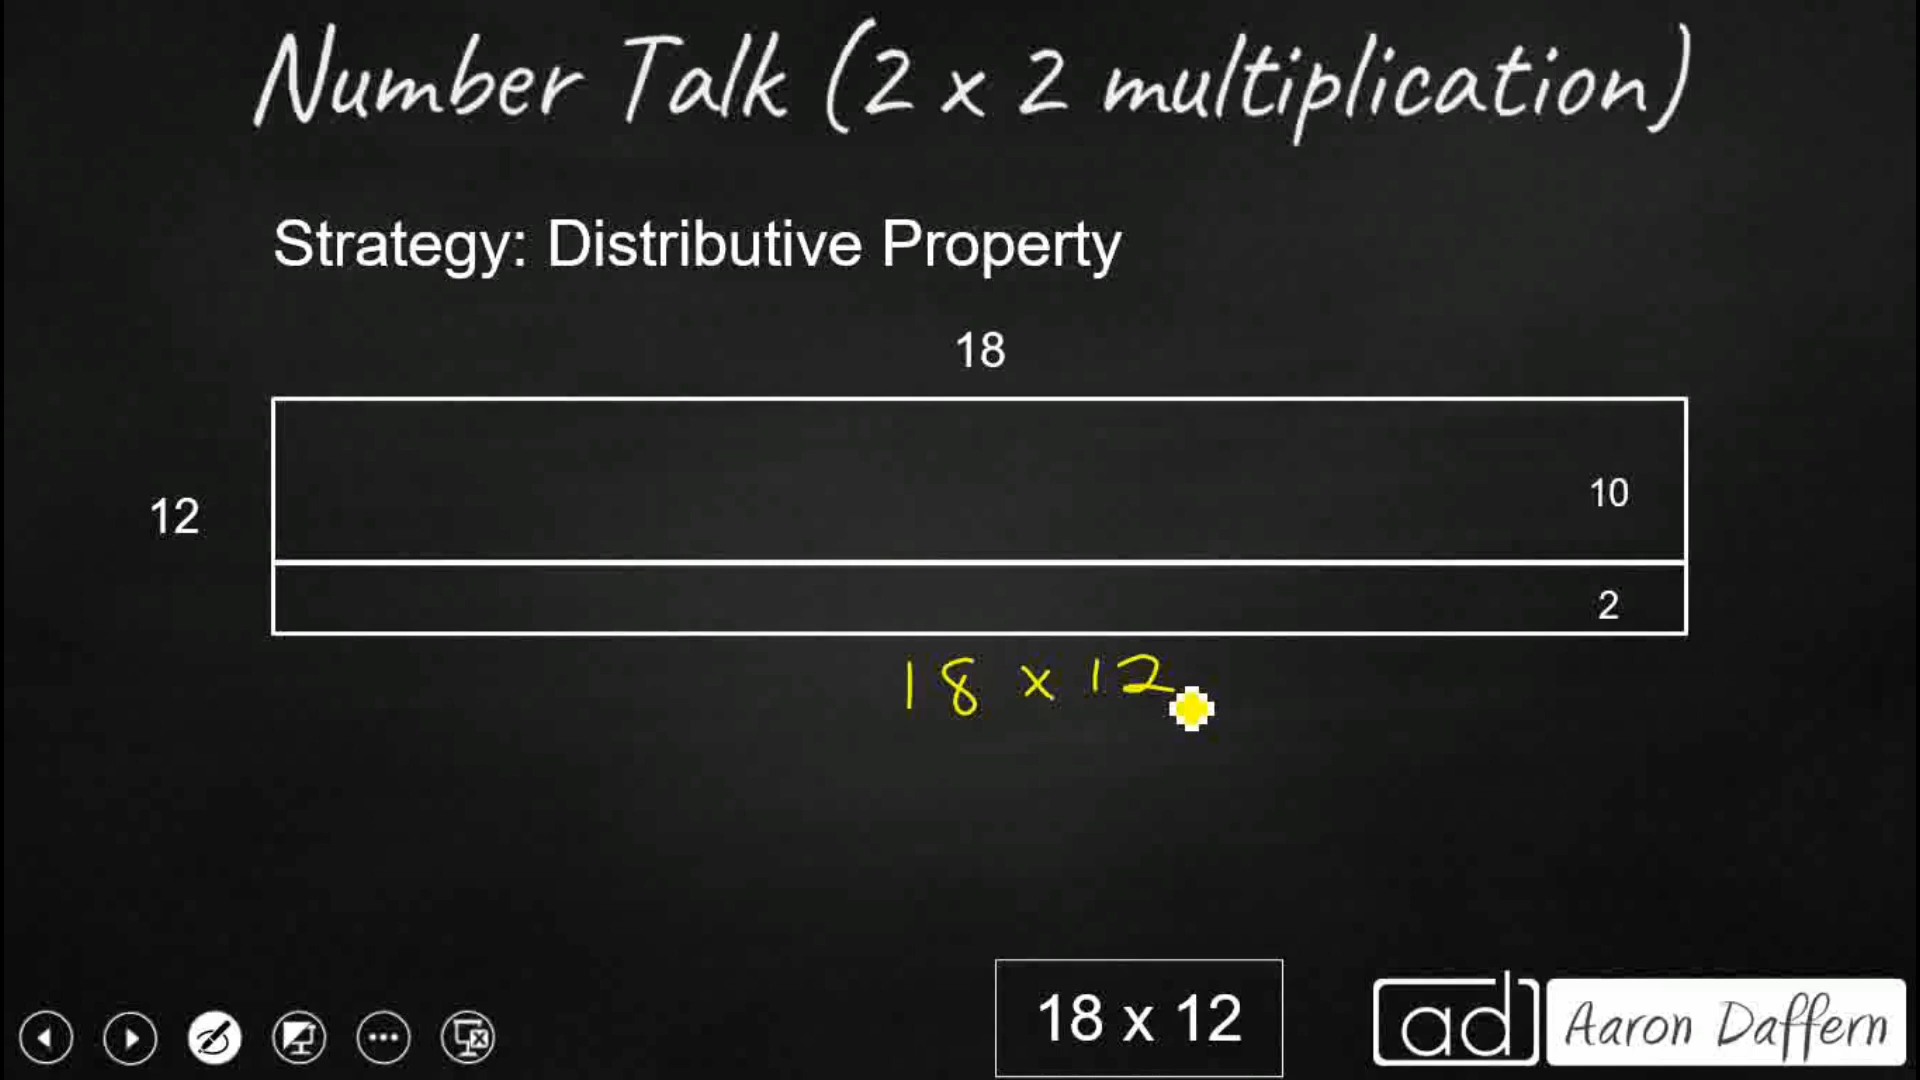 Number Talk (2 x 2 multiplication)
Strategy: Distributive Property
18
12
10
2
18 x 12
18 x 12
ad Aaron Daffern